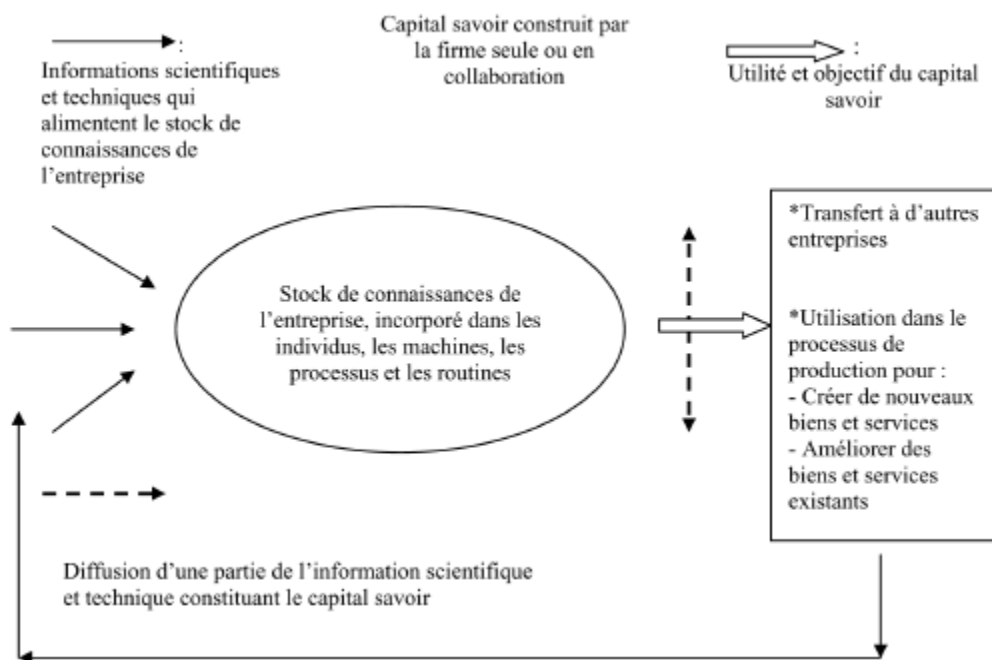 :
Informations scientifiques
et techniques qui
alimentent le stock de
connaissances de
l’entreprise
Capital savoir construit par
la firme seule ou en
collaboration
:
Utilité et objectif du capital
savoir
Stock de connaissances de
l’entreprise, incorporé dans les
individus, les machines, les
processus et les routines
*Transfert à d’autres
entreprises
*Utilisation dans le
processus de
production pour :
- Créer de nouveaux
biens et services
- Améliorer des
biens et services
existants
Diffusion d’une partie de l’information scientifique
et technique constituant le capital savoir